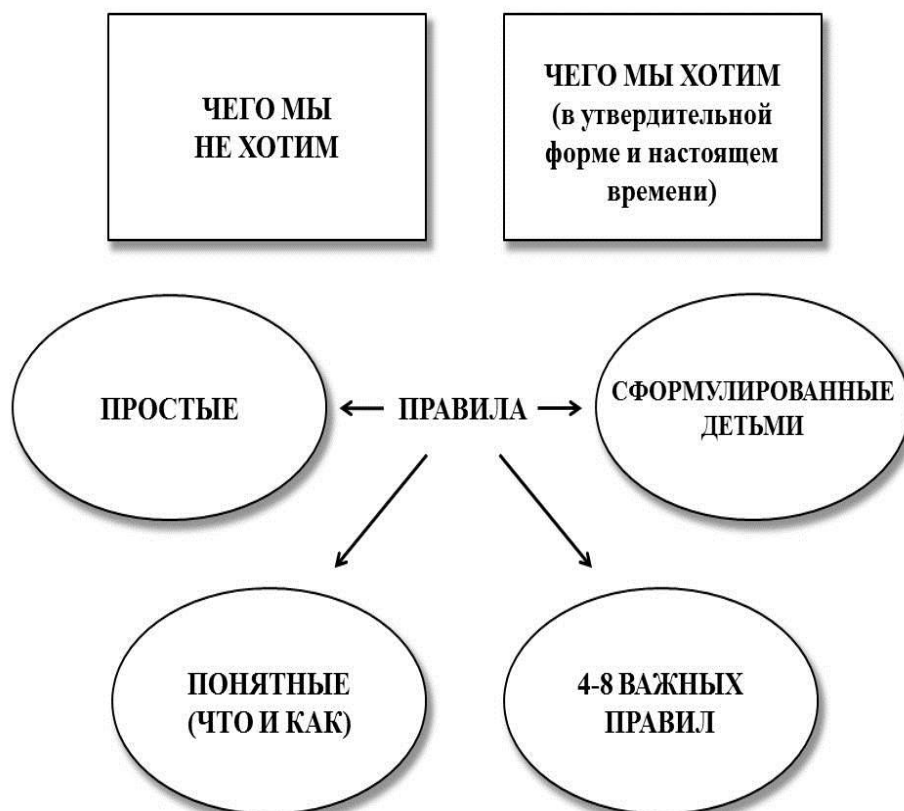 ЧЕГО МЫ
НЕ ХОТИМ
ЧЕГО МЫ ХОТИМ
(в утвердительной
форме и настоящем
времени)
ПРОСТЫЕ
ПРАВИЛА
СФОРМУЛИРОВАННЫЕ
ДЕТЬМИ
ПОНЯТНЫЕ
(ЧТО И КАК)
4-8 ВАЖНЫХ
ПРАВИЛ